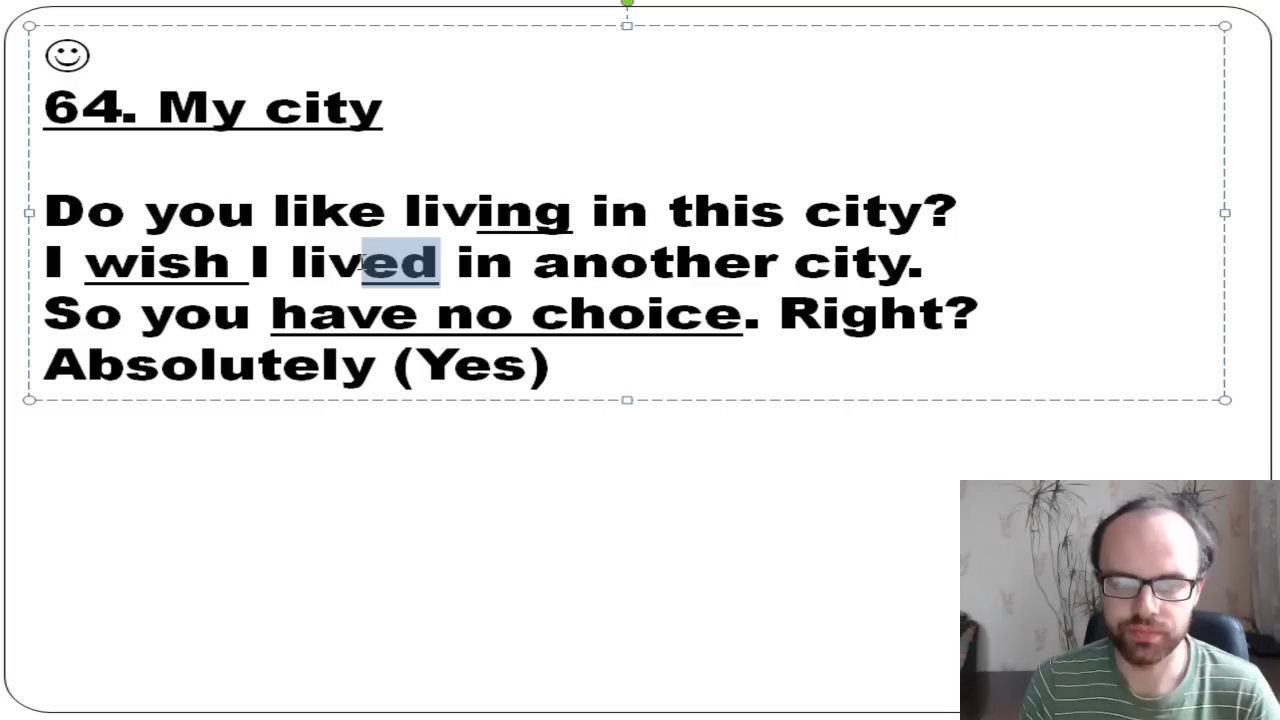 64. My city
Do you like living in this city?
I wish I lived in another city.
So you have no choice. Right?
Absolutely (Yes)